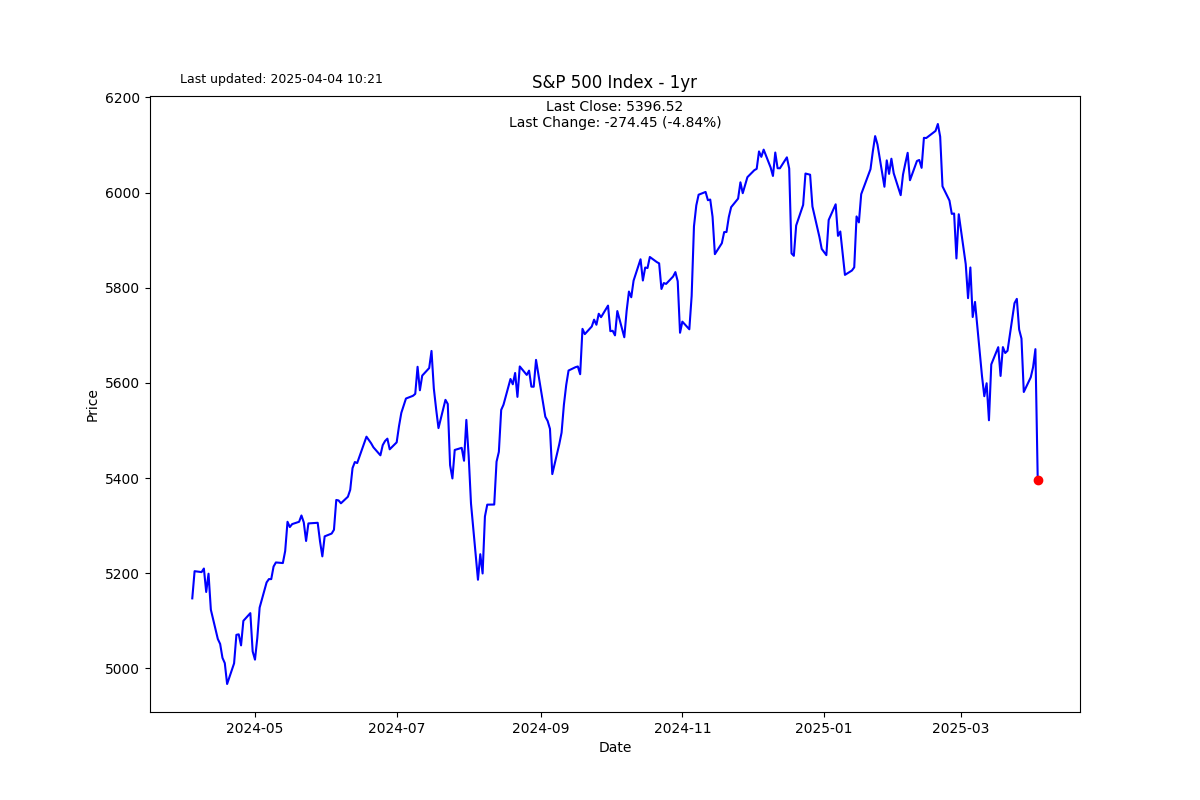 Last updated: 2025-04-04 10:21
S&P 500 Index - 1yr
Last Close: 5396.52
Last Change: -274.45 (-4.84%)
Price
6200
6000
5800
5600
5400
5200
5000
2024-05 2024-07 2024-09 2024-11 2025-01 2025-03
Date